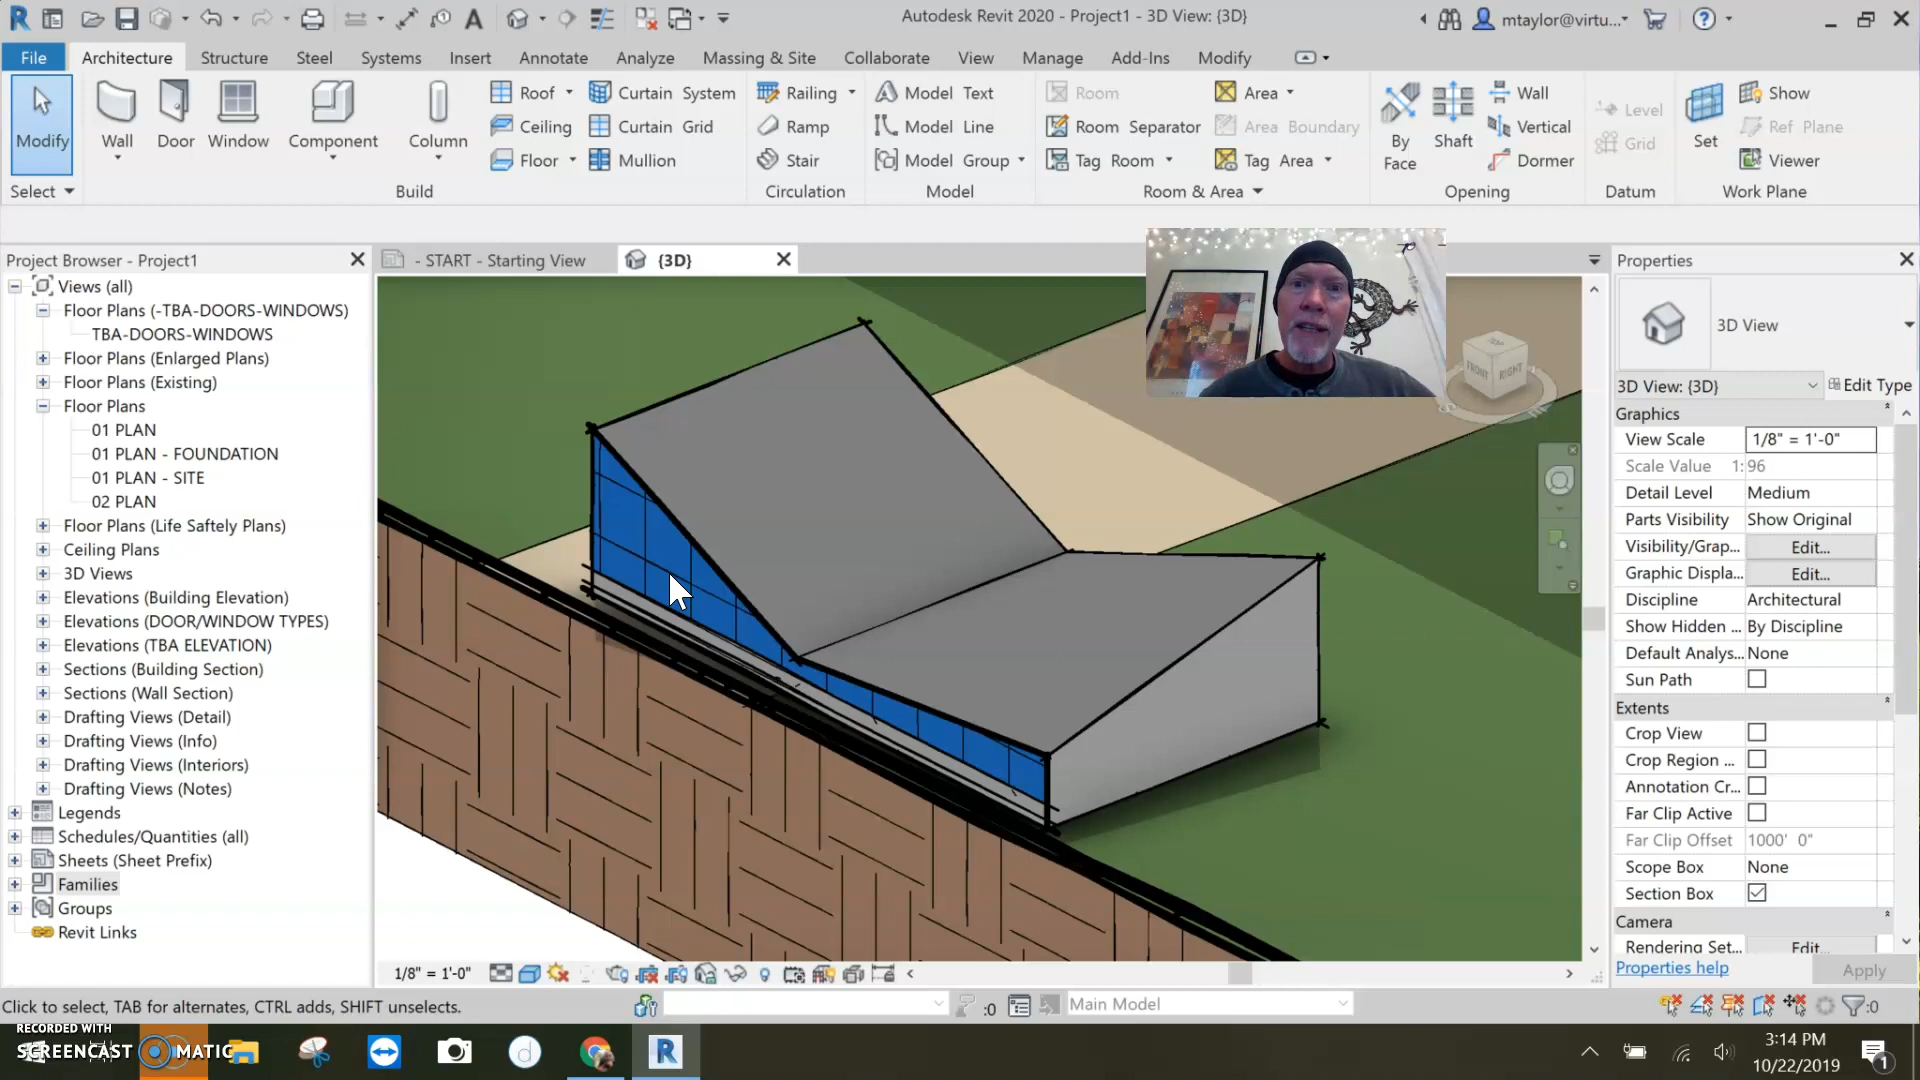 Autodesk Revit 2020 - Project1 - 3D View: {3D}
mtaylor@virtu...
File Architecture Structure Steel Systems Insert Annotate Analyze Massing & Site Collaborate View Manage Add-Ins Modify
Modify
Wall
Door
Window
Component
Column
Roof
Ceiling
Floor
Curtain System
Curtain Grid
Mullion
Railing
Ramp
Stair
Model Text
Model Line
Model Group
Room
Room Separator
Tag Room
Area
Area Boundary
Tag Area
By Face
Shaft
Wall
Vertical
Dormer
Level
Grid
Set
Show
Ref Plane
Viewer
Select Build Circulation Model Room & Area Opening Datum Work Plane
Project Browser - Project1
Views (all)
Floor Plans (-TBA-DOORS-WINDOWS)
TBA-DOORS-WINDOWS
Floor Plans (Enlarged Plans)
Floor Plans (Existing)
Floor Plans
01 PLAN
01 PLAN - FOUNDATION
01 PLAN - SITE
02 PLAN
Floor Plans (Life Saftely Plans)
Ceiling Plans
3D Views
Elevations (Building Elevation)
Elevations (DOOR/WINDOW TYPES)
Elevations (TBA ELEVATION)
Sections (Building Section)
Sections (Wall Section)
Drafting Views (Detail)
Drafting Views (Info)
Drafting Views (Interiors)
Drafting Views (Notes)
Legends
Schedules/Quantities (all)
Sheets (Sheet Prefix)
Families
Groups
Revit Links
- START - Starting View
{3D}
TOP
FRONT
RIGHT
Properties
3D View
3D View: {3D}
Edit Type
Graphics
View Scale 1/8" = 1'-0"
Scale Value 1: 96
Detail Level Medium
Parts Visibility Show Original
Visibility/Grap... Edit...
Graphic Displa... Edit...
Discipline Architectural
Show Hidden ... By Discipline
Default Analys... None
Sun Path
Extents
Crop View
Crop Region ...
Annotation Cr...
Far Clip Active
Far Clip Offset 1000' 0"
Scope Box None
Section Box
Camera
Rendering Set... Edit...
Properties help
Apply
1/8" = 1'-0"
Click to select, TAB for alternates, CTRL adds, SHIFT unselects.
:0
Main Model
:0
RECORDED WITH
SCREENCAST MATIC
3:14 PM
10/22/2019
1